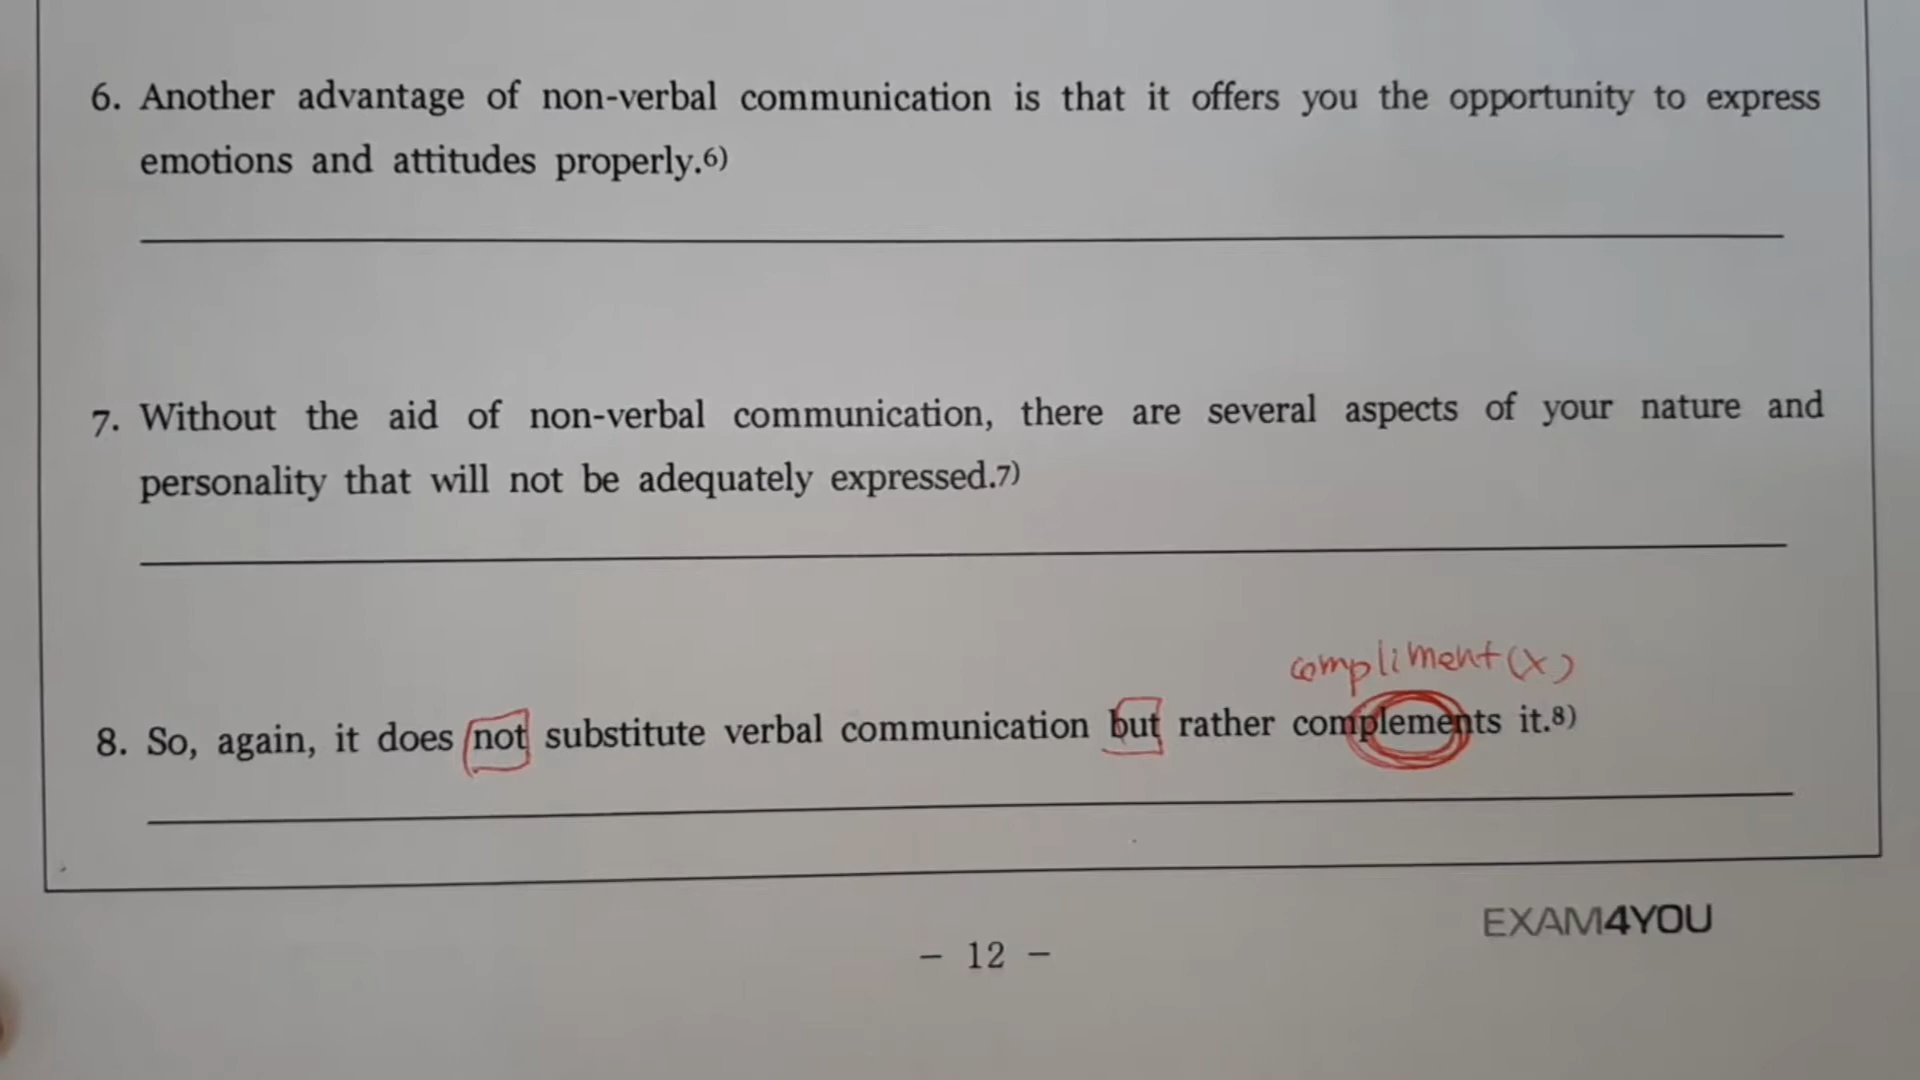 6. Another advantage of non-verbal communication is that it offers you the opportunity to express
emotions and attitudes properly.6)
7. Without the aid of non-verbal communication, there are several aspects of your nature and
personality that will not be adequately expressed.7)
compliment(x)
8. So, again, it does not substitute verbal communication but rather complements it.8)
EXAM4YOU
- 12 -